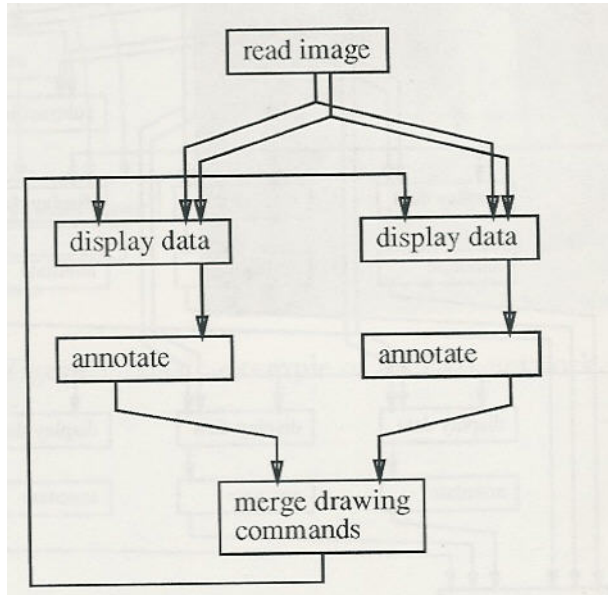 read image
display data
display data
annotate
annotate
merge drawing
commands